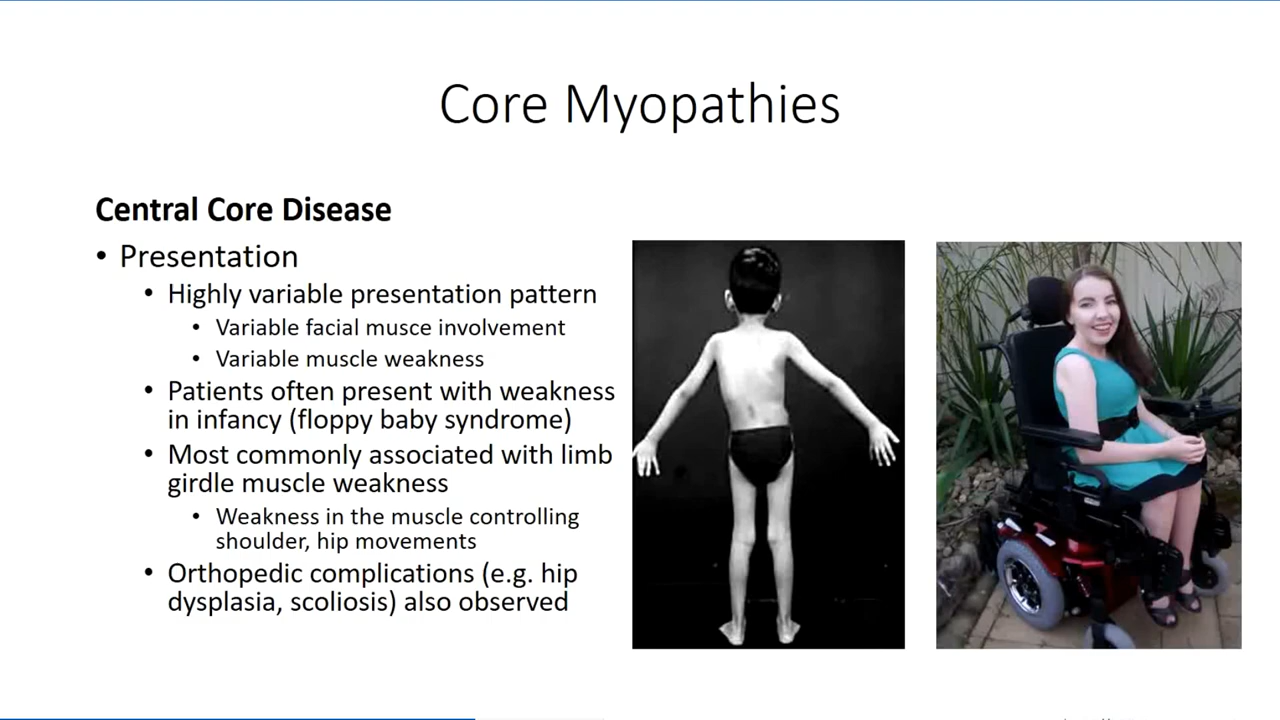 Core Myopathies
Central Core Disease
• Presentation
• Highly variable presentation pattern
• Variable facial musce involvement
• Variable muscle weakness
• Patients often present with weakness
in infancy (floppy baby syndrome)
• Most commonly associated with limb
girdle muscle weakness
• Weakness in the muscle controlling
shoulder, hip movements
• Orthopedic complications (e.g. hip
dysplasia, scoliosis) also observed